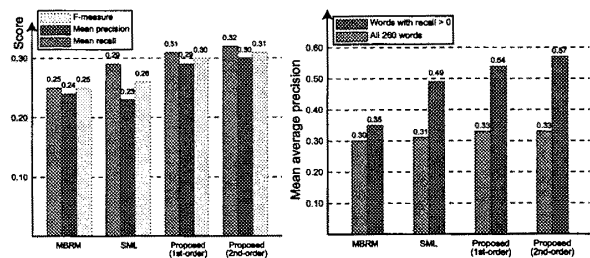 Score
F-measure
Mean precision
Mean recall
0.30
0.20
0.10
0.25
0.24
0.25
0.29
0.23
0.26
0.31
0.29
0.30
0.32
0.30
0.31
MBRM
SML
Proposed
(1st-order)
Proposed
(2nd-order)
Mean average precision
Words with recall > 0
All 260 words
0.60
0.50
0.40
0.30
0.20
0.10
0.30
0.35
0.31
0.49
0.33
0.54
0.33
0.57
MBRM
SML
Proposed
(1st-order)
Proposed
(2nd-order)